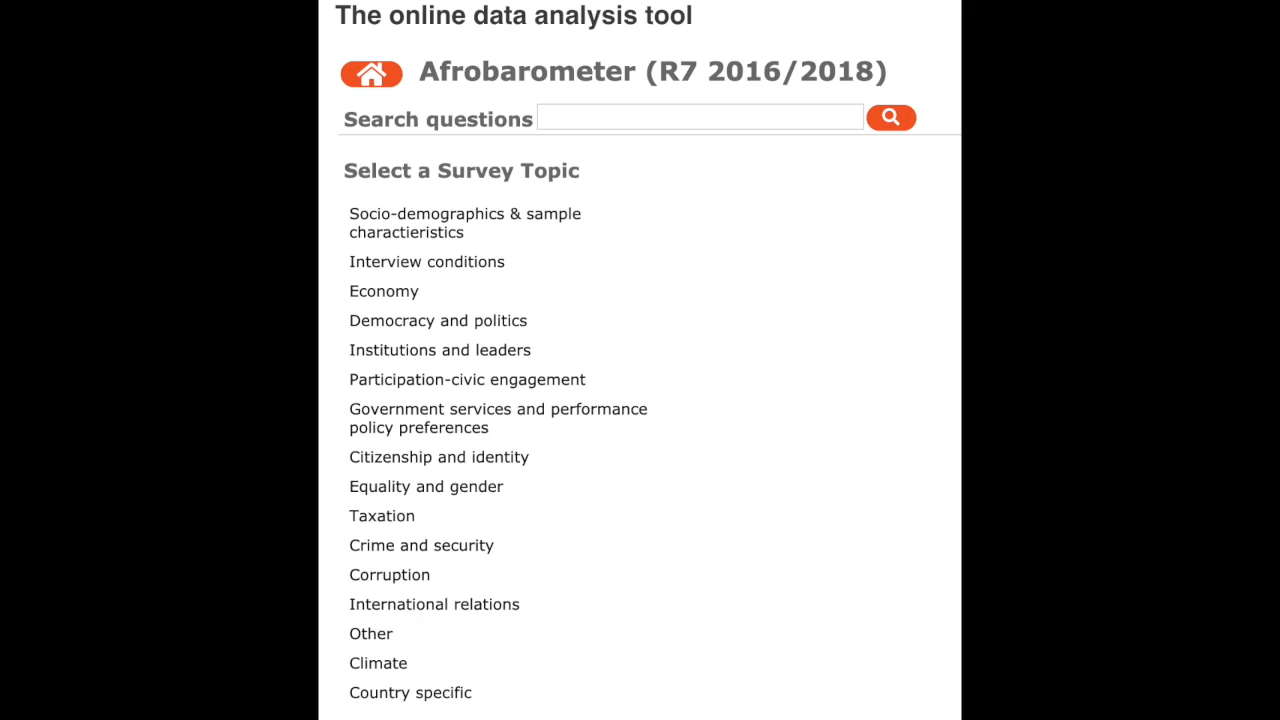 The online data analysis tool
Afrobarometer (R7 2016/2018)
Search questions
Select a Survey Topic
Socio-demographics & sample
charactieristics
Interview conditions
Economy
Democracy and politics
Institutions and leaders
Participation-civic engagement
Government services and performance
policy preferences
Citizenship and identity
Equality and gender
Taxation
Crime and security
Corruption
International relations
Other
Climate
Country specific